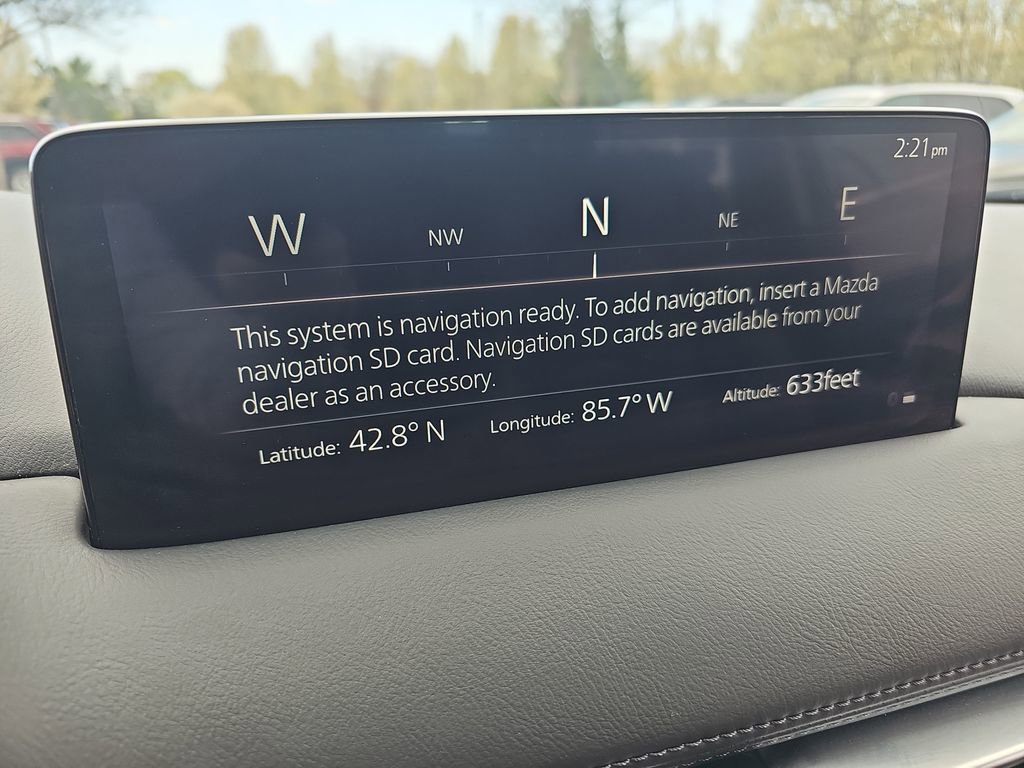 2:21 pm
W NW N NE E
This system is navigation ready. To add navigation, insert a Mazda
navigation SD card. Navigation SD cards are available from your
dealer as an accessory.
Latitude: 42.8° N Longitude: 85.7° W Altitude: 633feet